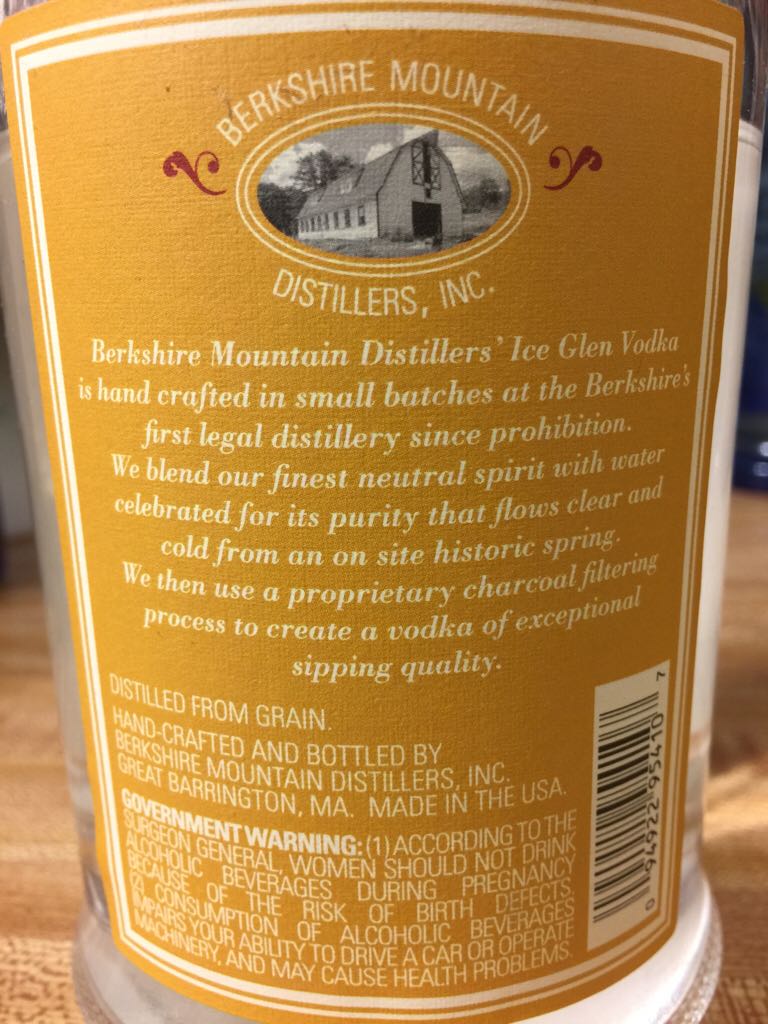 BERKSHIRE MOUNTAIN
DISTILLERS, INC.
Berkshire Mountain Distillers' Ice Glen Vodka
is hand crafted in small batches at the Berkshire's
first legal distillery since prohibition.
We blend our finest neutral spirit with water
celebrated for its purity that flows clear and
cold from an on site historic spring.
We then use a proprietary charcoal filtering
process to create a vodka of exceptional
sipping quality.
DISTILLED FROM GRAIN.
HAND-CRAFTED AND BOTTLED BY
BERKSHIRE MOUNTAIN DISTILLERS, INC.
GREAT BARRINGTON, MA. MADE IN THE USA.
GOVERNMENT WARNING: (1) ACCORDING TO THE
SURGEON GENERAL, WOMEN SHOULD NOT DRINK
ALCOHOLIC BEVERAGES DURING PREGNANCY
BECAUSE OF THE RISK OF BIRTH DEFECTS.
(2) CONSUMPTION OF ALCOHOLIC BEVERAGES
IMPAIRS YOUR ABILITY TO DRIVE A CAR OR OPERATE
MACHINERY, AND MAY CAUSE HEALTH PROBLEMS.
0 94922 95410 7